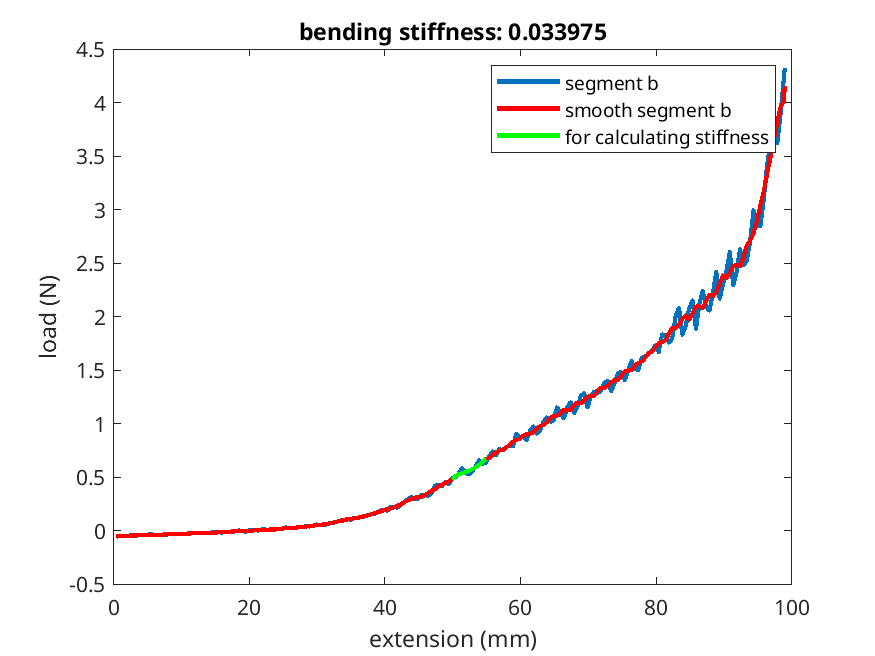 bending stiffness: 0.033975
4.5
4
3.5
3
2.5
2
1.5
1
0.5
0
-0.5
load (N)
segment b
smooth segment b
for calculating stiffness
0 20 40 60 80 100
extension (mm)